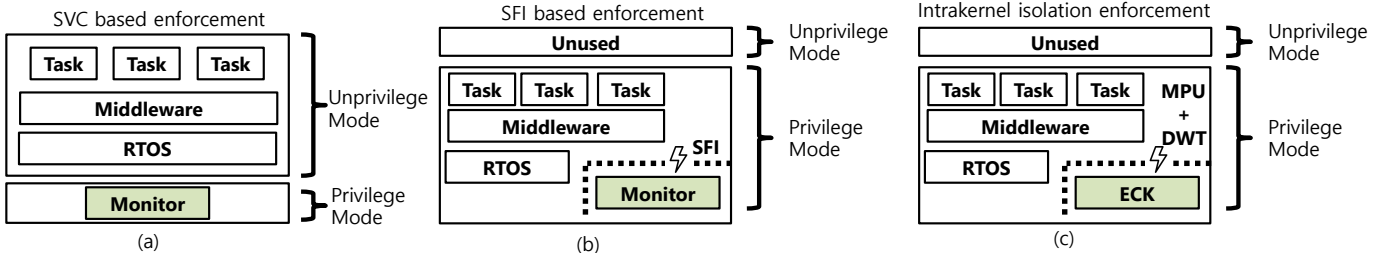 SVC based enforcement
Task Task Task
Middleware
RTOS
Unprivilege
Mode
Monitor
Privilege
Mode
(a)
SFI based enforcement
Unused
Unprivilege
Mode
Task Task Task
Middleware
SFI
RTOS
Monitor
Privilege
Mode
(b)
Intrakernel isolation enforcement
Unused
Unprivilege
Mode
Task Task Task
MPU
+
DWT
Middleware
RTOS
ECK
Privilege
Mode
(c)